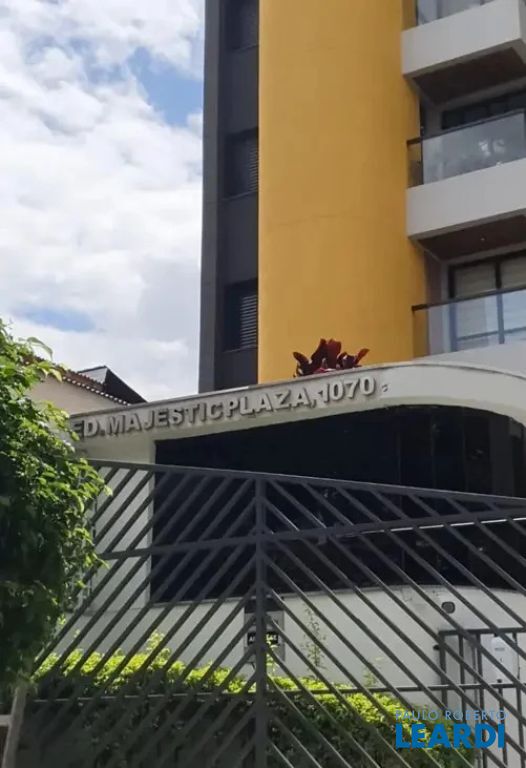 ED. MAJESTIC PLAZA, 1070
PAULO ROBERTO
LEARDI